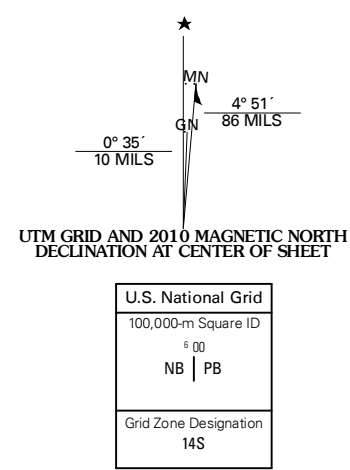 ★
MN
GN
4° 51´
86 MILS
0° 35´
10 MILS
UTM GRID AND 2010 MAGNETIC NORTH
DECLINATION AT CENTER OF SHEET
U.S. National Grid
100,000-m Square ID
6 00
NB | PB
Grid Zone Designation
14S